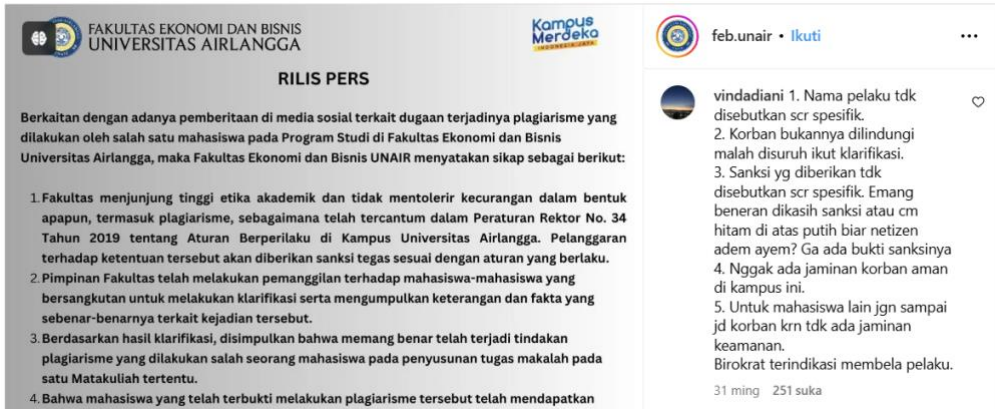 FAKULTAS EKONOMI DAN BISNIS
UNIVERSITAS AIRLANGGA
Kampus
Merdeka
INDONESIA JAYA
RILIS PERS
Berkaitan dengan adanya pemberitaan di media sosial terkait dugaan terjadinya plagiarisme yang
dilakukan oleh salah satu mahasiswa pada Program Studi di Fakultas Ekonomi dan Bisnis
Universitas Airlangga, maka Fakultas Ekonomi dan Bisnis UNAIR menyatakan sikap sebagai berikut:
1. Fakultas menjunjung tinggi etika akademik dan tidak mentolerir kecurangan dalam bentuk
apapun, termasuk plagiarisme, sebagaimana telah tercantum dalam Peraturan Rektor No. 34
Tahun 2019 tentang Aturan Berperilaku di Kampus Universitas Airlangga. Pelanggaran
terhadap ketentuan tersebut akan diberikan sanksi tegas sesuai dengan aturan yang berlaku.
2. Pimpinan Fakultas telah melakukan pemanggilan terhadap mahasiswa-mahasiswa yang
bersangkutan untuk melakukan klarifikasi serta mengumpulkan keterangan dan fakta yang
sebenar-benarnya terkait kejadian tersebut.
3. Berdasarkan hasil klarifikasi, disimpulkan bahwa memang benar telah terjadi tindakan
plagiarisme yang dilakukan salah seorang mahasiswa pada penyusunan tugas makalah pada
satu Matakuliah tertentu.
4. Bahwa mahasiswa yang telah terbukti melakukan plagiarisme tersebut telah mendapatkan
feb.unair • Ikuti
vindadiani 1. Nama pelaku tdk
disebutkan scr spesifik.
2. Korban bukannya dilindungi
malah disuruh ikut klarifikasi.
3. Sanksi yg diberikan tdk
disebutkan scr spesifik. Emang
beneran dikasih sanksi atau cm
hitam di atas putih biar netizen
adem ayem? Ga ada bukti sanksinya
4. Nggak ada jaminan korban aman
di kampus ini.
5. Untuk mahasiswa lain jgn sampai
jd korban krn tdk ada jaminan
keamanan.
Birokrat terindikasi membela pelaku.
31 ming 251 suka